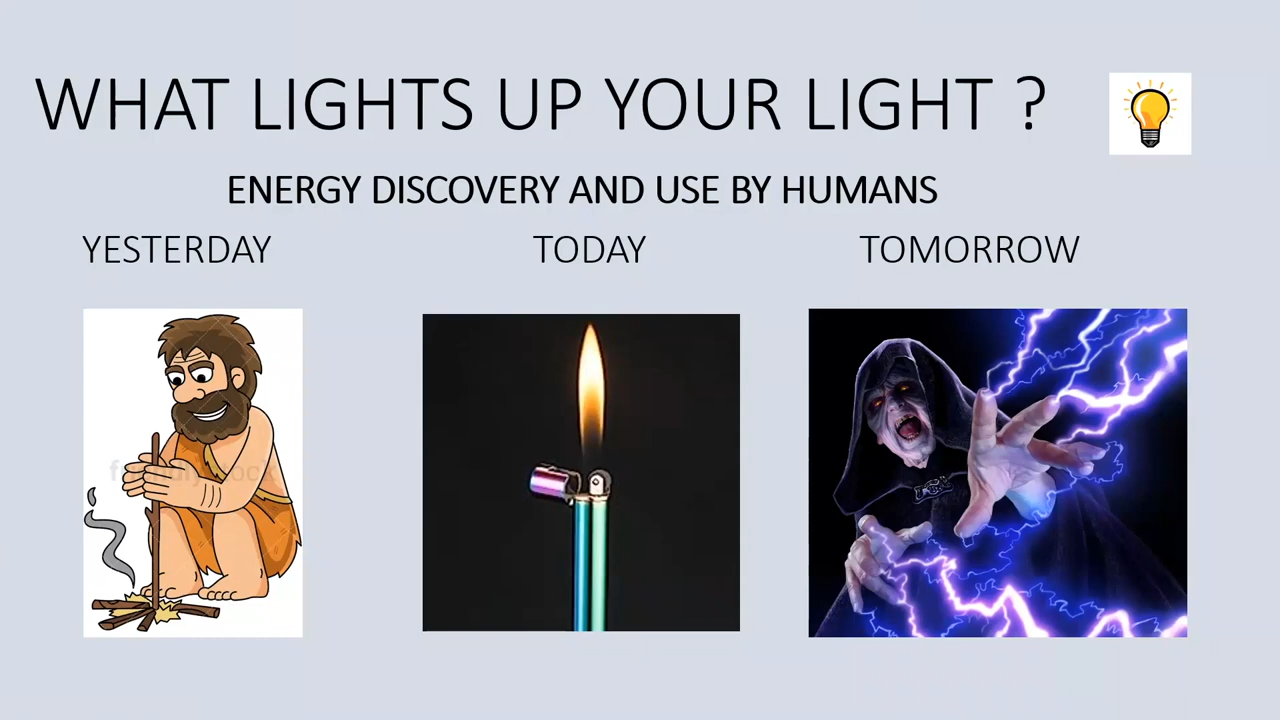 WHAT LIGHTS UP YOUR LIGHT ?
ENERGY DISCOVERY AND USE BY HUMANS
YESTERDAY
TODAY
TOMORROW